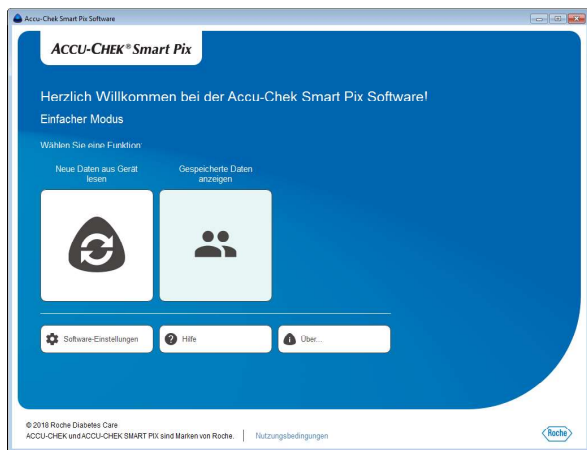 Accu-Chek Smart Pix Software
ACCU-CHEK® Smart Pix
Herzlich Willkommen bei der Accu-Chek Smart Pix Software!
Einfacher Modus
Wählen Sie eine Funktion:
Neue Daten aus Gerät
lesen
Gespeicherte Daten
anzeigen
Software-Einstellungen
Hilfe
Über...
© 2018 Roche Diabetes Care
ACCU-CHEK und ACCU-CHEK SMART PIX sind Marken von Roche.
Nutzungsbedingungen
Roche